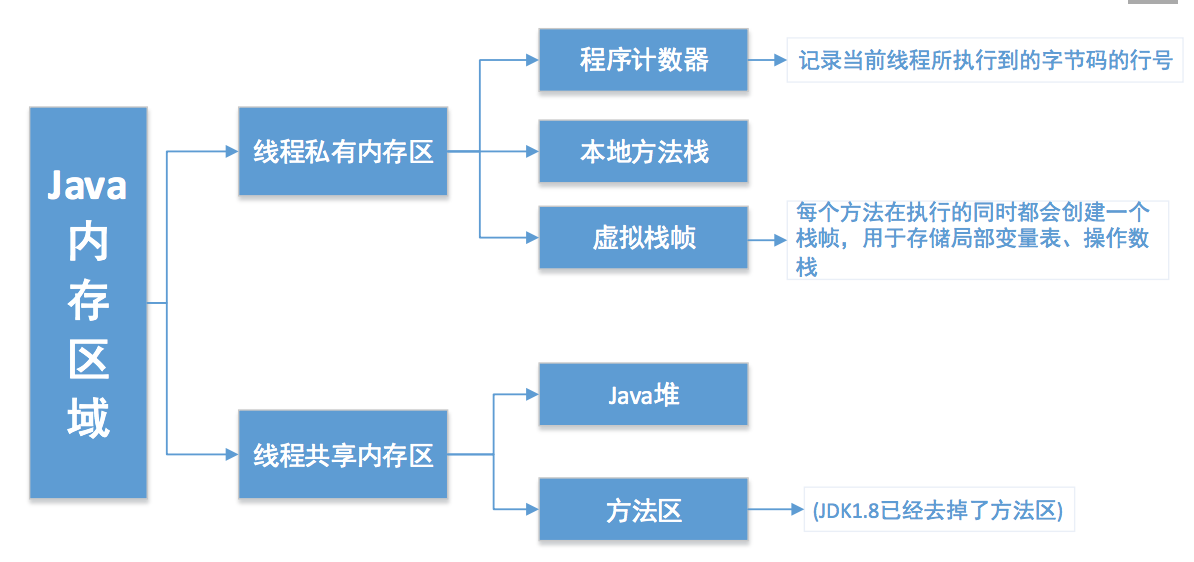 Java
内
存
区
域
线程私有内存区
程序计数器
记录当前线程所执行到的字节码的行号
本地方法栈
虚拟栈帧
每个方法在执行的同时都会创建一个
栈帧，用于存储局部变量表、操作数
栈
线程共享内存区
Java堆
方法区
(JDK1.8已经去掉了方法区)